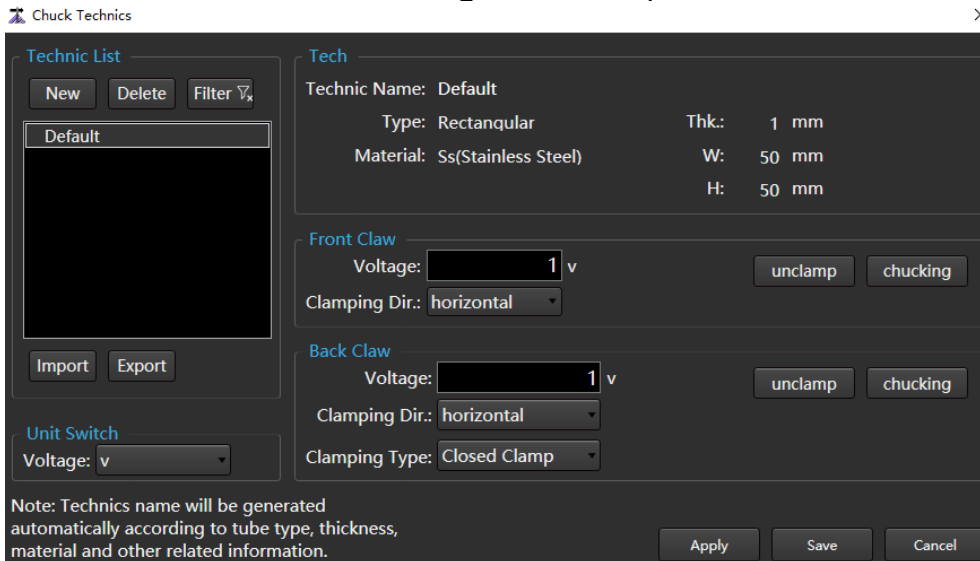 Chuck Technics
Technic List
New Delete Filter
Default
Import Export
Unit Switch
Voltage: v
Note: Technics name will be generated
automatically according to tube type, thickness,
material and other related information.
Tech
Technic Name: Default
Type: Rectangular Thk.: 1 mm
Material: Ss(Stainless Steel) W: 50 mm
H: 50 mm
Front Claw
Voltage: 1 v unclamp chucking
Clamping Dir.: horizontal
Back Claw
Voltage: 1 v unclamp chucking
Clamping Dir.: horizontal
Clamping Type: Closed Clamp
Apply Save Cancel